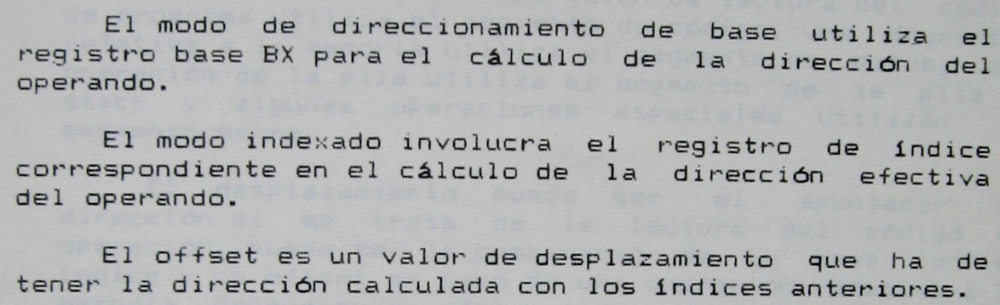 El modo de direccionamiento de base utiliza el
registro base BX para el cálculo de la dirección del
operando.
El modo indexado involucra el registro de índice
correspondiente en el cálculo de la dirección efectiva
del operando.
El offset es un valor de desplazamiento que ha de
tener la dirección calculada con los índices anteriores.